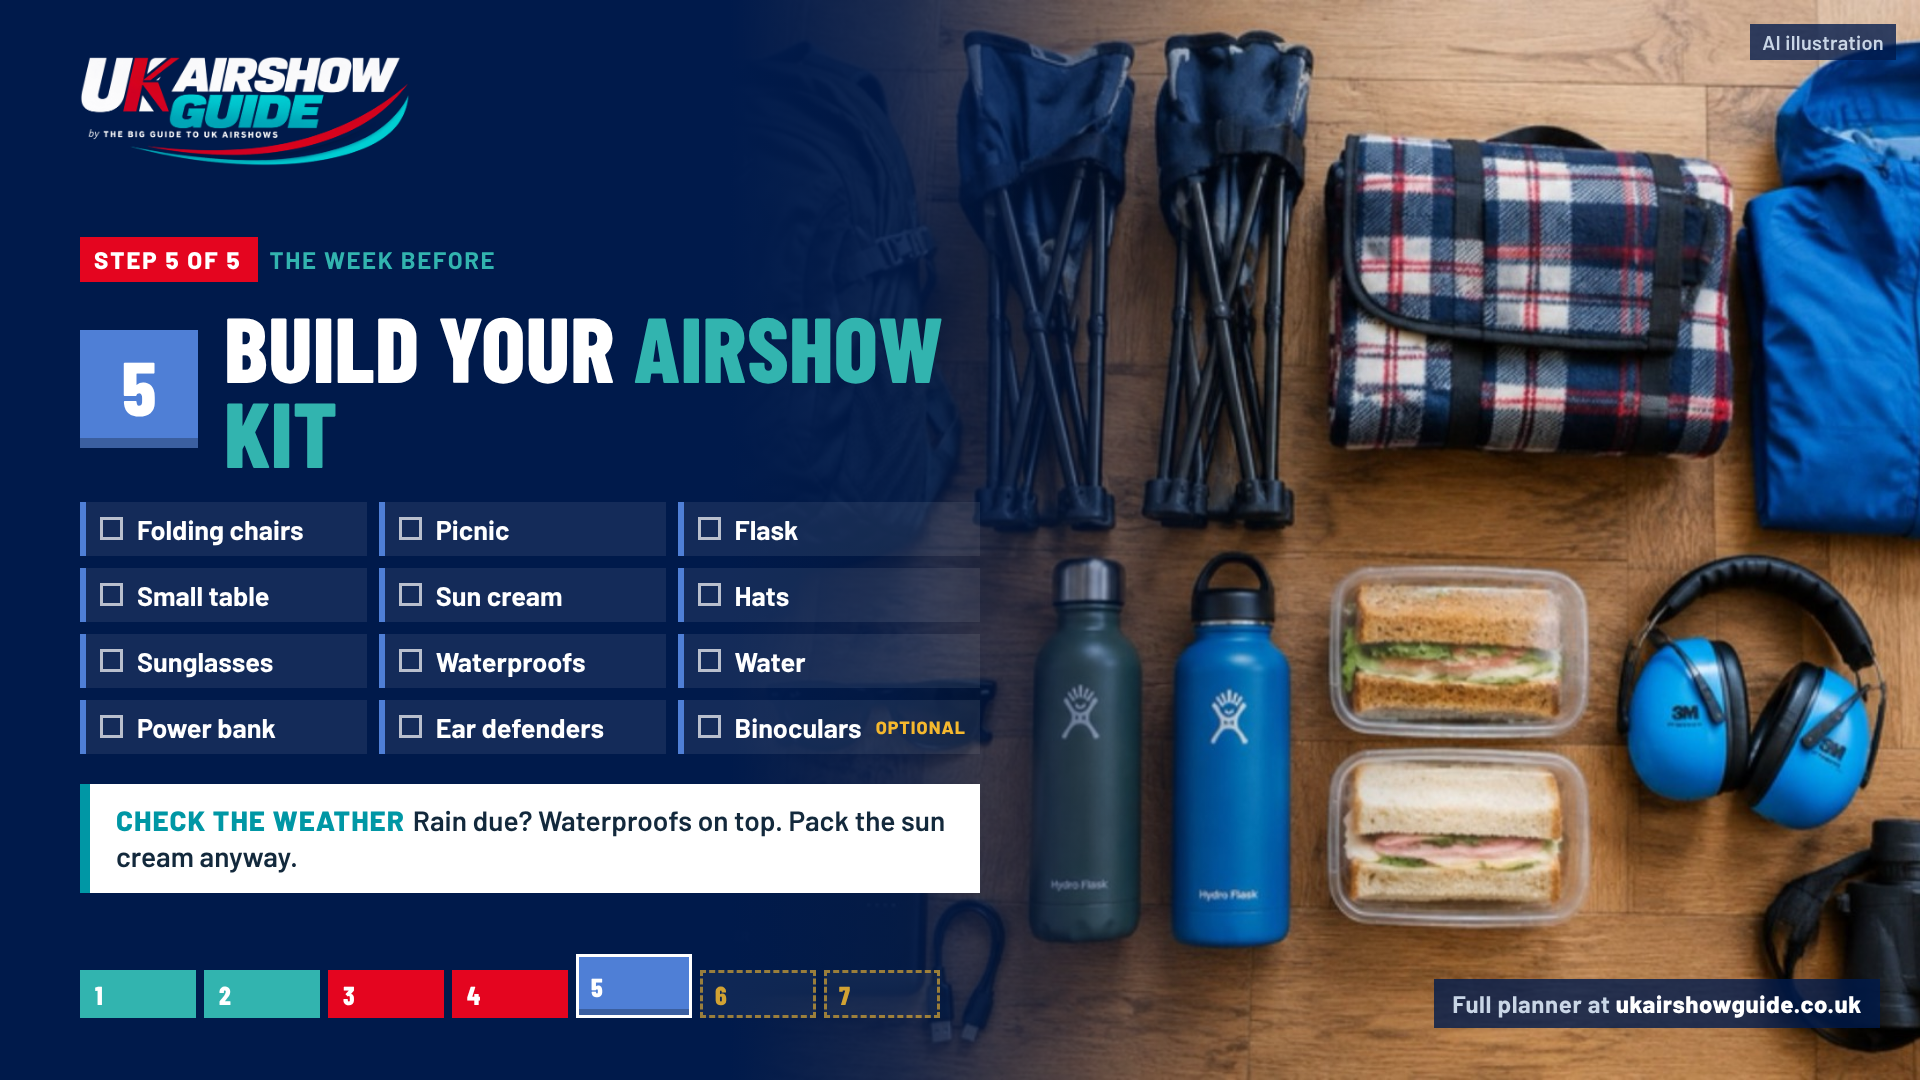 AI illustration
UK AIRSHOW
GUIDE
by THE BIG GUIDE TO UK AIRSHOWS
STEP 5 OF 5 THE WEEK BEFORE
5
BUILD YOUR AIRSHOW
KIT
Folding chairs
Picnic
Flask
Small table
Sun cream
Hats
Sunglasses
Waterproofs
Water
Power bank
Ear defenders
Binoculars OPTIONAL
CHECK THE WEATHER Rain due? Waterproofs on top. Pack the sun
cream anyway.
Hydro Flask
Hydro Flask
3M
3M
1
2
3
4
5
6
7
Full planner at ukairshowguide.co.uk